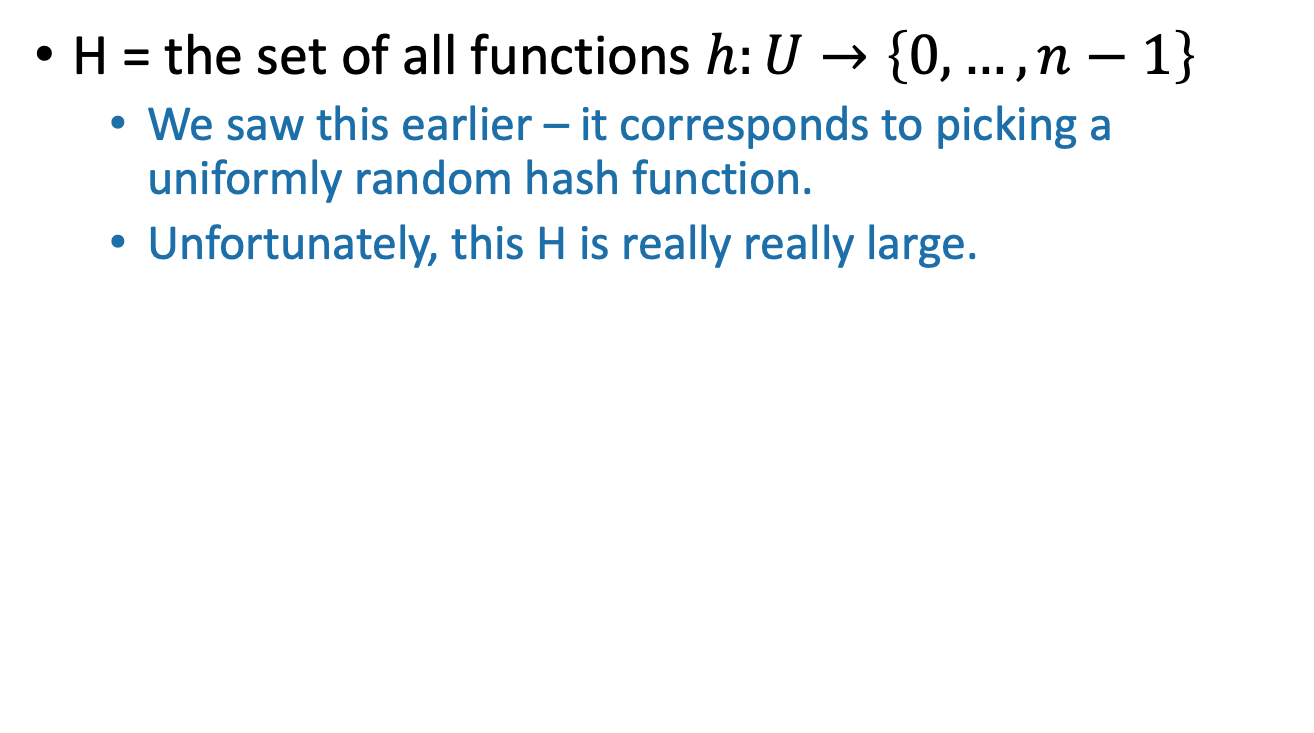 • H = the set of all functions ℎ: 𝑈 → {0, … , 𝑛 − 1}
• We saw this earlier – it corresponds to picking a
uniformly random hash function.
• Unfortunately, this H is really really large.